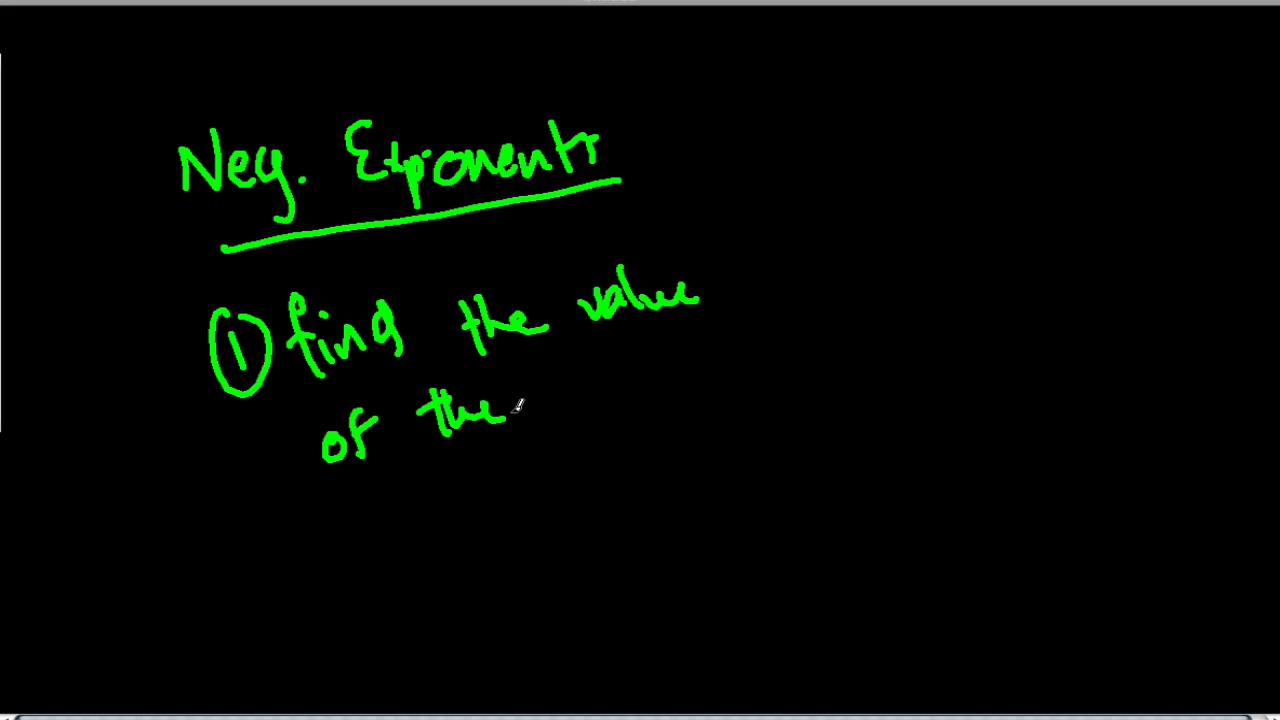 Neg. Exponents
① find the value
of the